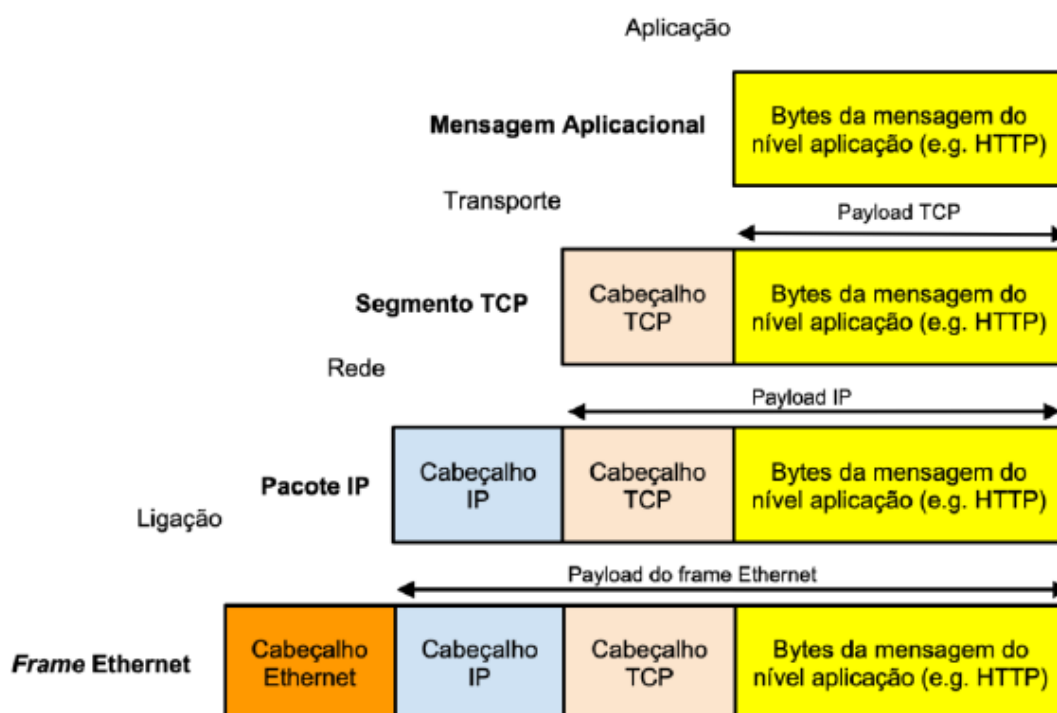 Aplicação
Mensagem Aplicacional
Bytes da mensagem do
nível aplicação (e.g. HTTP)
Transporte
Payload TCP
Segmento TCP
Cabeçalho
TCP
Bytes da mensagem do
nível aplicação (e.g. HTTP)
Rede
Payload IP
Pacote IP
Cabeçalho
IP
Cabeçalho
TCP
Bytes da mensagem do
nível aplicação (e.g. HTTP)
Ligação
Payload do frame Ethernet
Frame Ethernet
Cabeçalho
Ethernet
Cabeçalho
IP
Cabeçalho
TCP
Bytes da mensagem do
nível aplicação (e.g. HTTP)